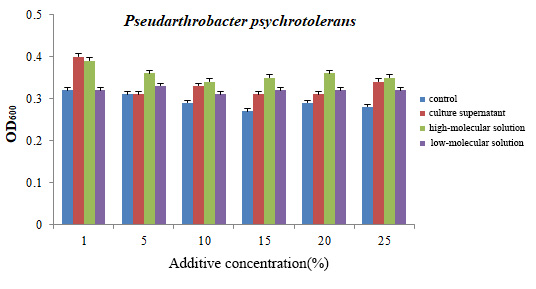 Pseudarthrobacter psychrotolerans
0.5
0.4
0.3
0.2
0.1
0
OD600
1 5 10 15 20 25
Additive concentration(%)
control
culture supernatant
high-molecular solution
low-molecular solution